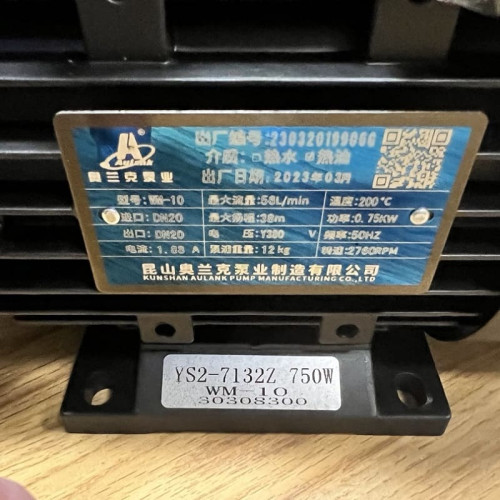 AULANK
奥兰克泵业
出厂编号:230320199066
介质:□热水 ☑热油
出厂日期:2023年03月
型号:WM-10 最大流量:58L/min 温度:200℃
进口:DN20 最大扬程:38m 功率:0.75KW
出口:DN20 电 压:Y380 V 频率:50HZ
电流:1.83 A 泵浦重量:12kg 转速:2760RPM
昆山奥兰克泵业制造有限公司
KUNSHAN AULANK PUMP MANUFACTURING CO.,LTD
YS2-7132Z 750W
WM-10
30308300